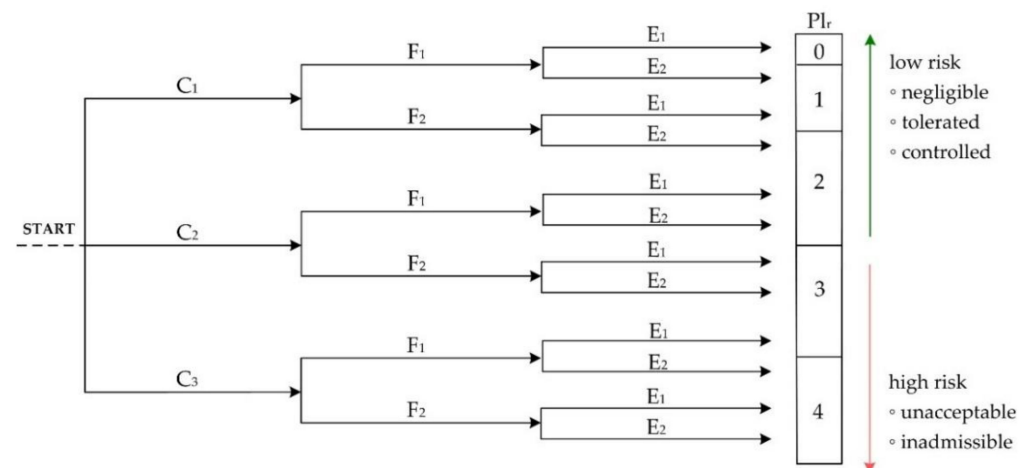 PlΓ
E₁
F₁
0
low risk
E₂
◦ negligible
C₁
1
E₁
◦ tolerated
F₂
E₂
◦ controlled
E₁
2
F₁
E₂
START
C₂
E₁
F₂
E₂
3
E₁
F₁
E₂
C₃
high risk
E₁
F₂
4
◦ unacceptable
E₂
◦ inadmissible